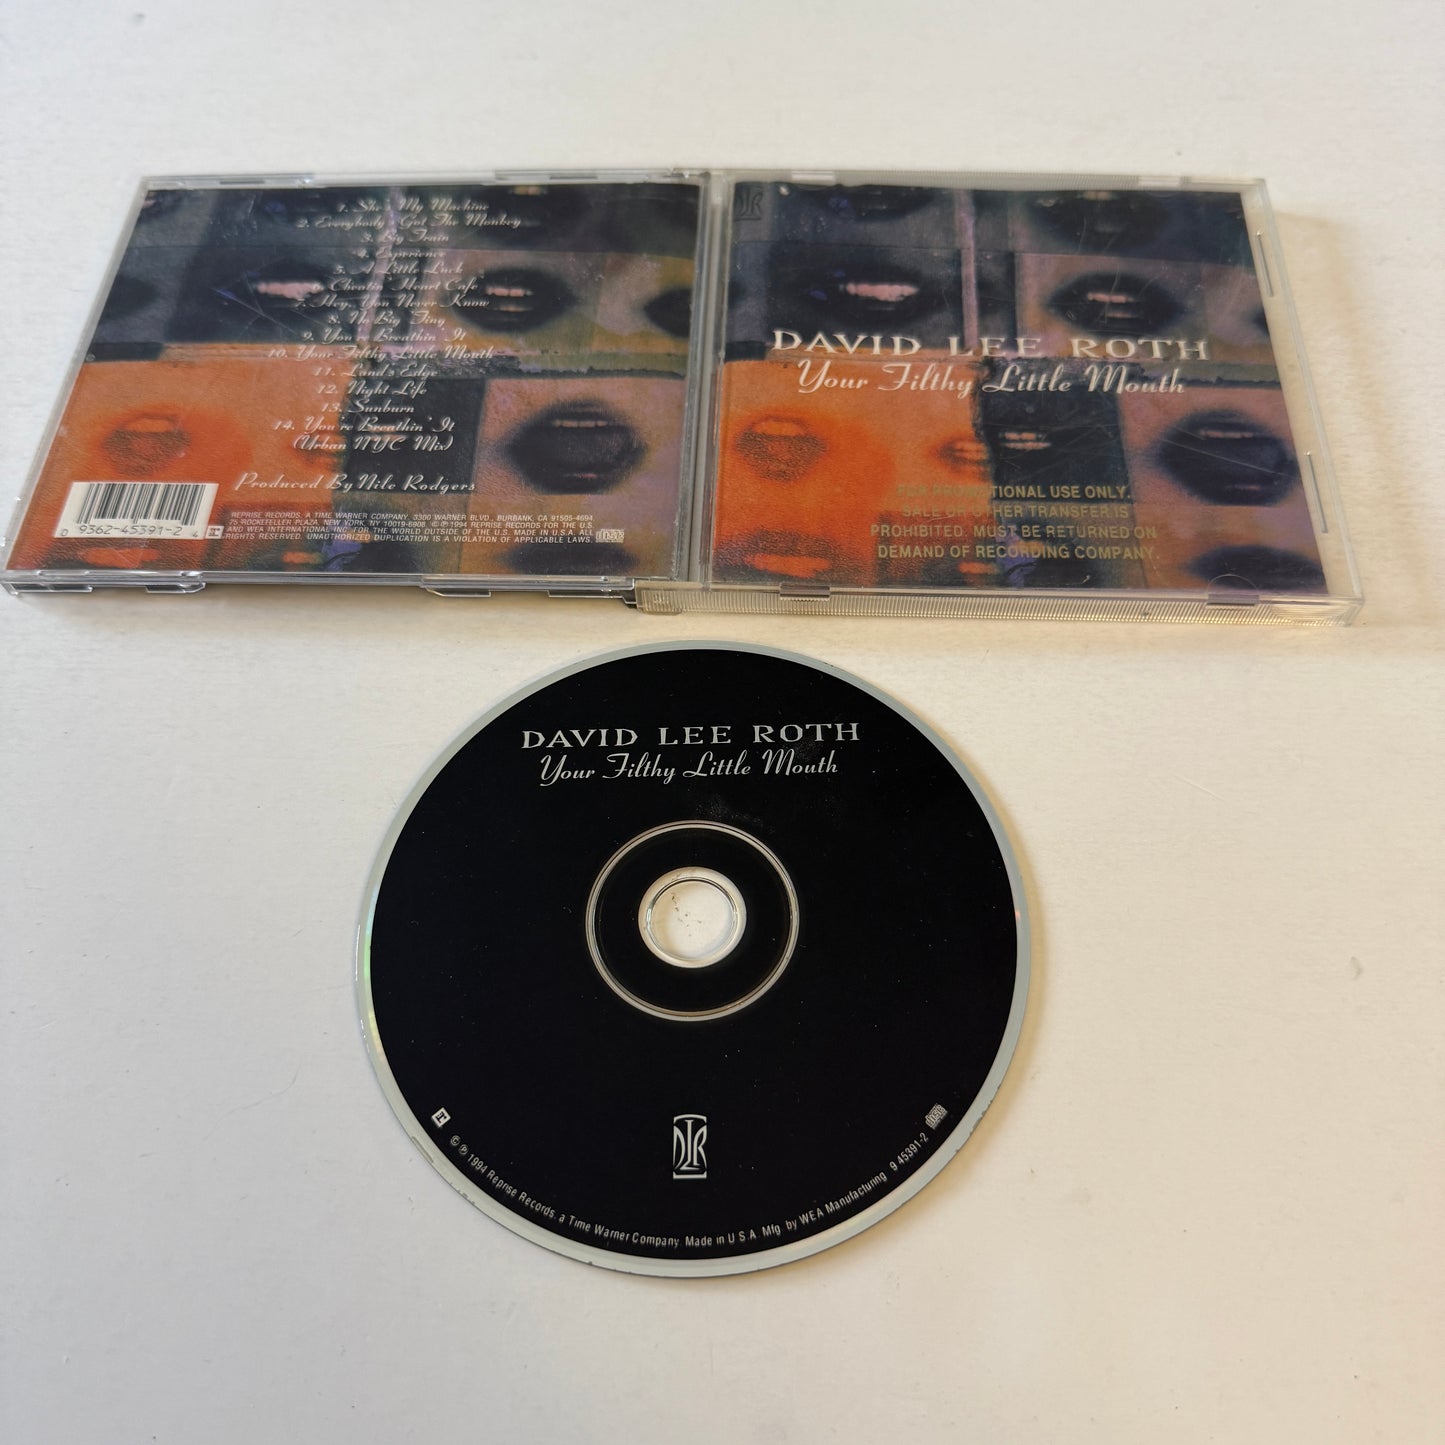 1. She's My Machine
2. Everybody's Got The Monkey
3. Big Train
4. Experience
5. A Little Luck
6. Cheatin' Heart Cafe
7. Hey, You Never Know
8. No Big 'Ting
9. You're Breathin' It
10. Your Filthy Little Mouth
11. Land's Edge
12. Night Life
13. Sunburn
14. You're Breathin' It
(Urban NYC Mix)
Produced By Nile Rodgers
0 9362-45391-2 4
REPRISE RECORDS, A TIME WARNER COMPANY, 3300 WARNER BLVD., BURBANK, CA 91505-4694,
75 ROCKEFELLER PLAZA, NEW YORK, NY 10019-6908 ©℗1994 REPRISE RECORDS FOR THE U.S.
AND WEA INTERNATIONAL INC. FOR THE WORLD OUTSIDE OF THE U.S. MADE IN U.S.A. ALL
RIGHTS RESERVED. UNAUTHORIZED DUPLICATION IS A VIOLATION OF APPLICABLE LAWS.
DLR
DAVID LEE ROTH
Your Filthy Little Mouth
FOR PROMOTIONAL USE ONLY.
SALE OR OTHER TRANSFER IS
PROHIBITED. MUST BE RETURNED ON
DEMAND OF RECORDING COMPANY.
DAVID LEE ROTH
Your Filthy Little Mouth
DLR
©℗ 1994 Reprise Records, a Time Warner Company. Made in U.S.A. Mfg. by WEA Manufacturing 9 45391-2